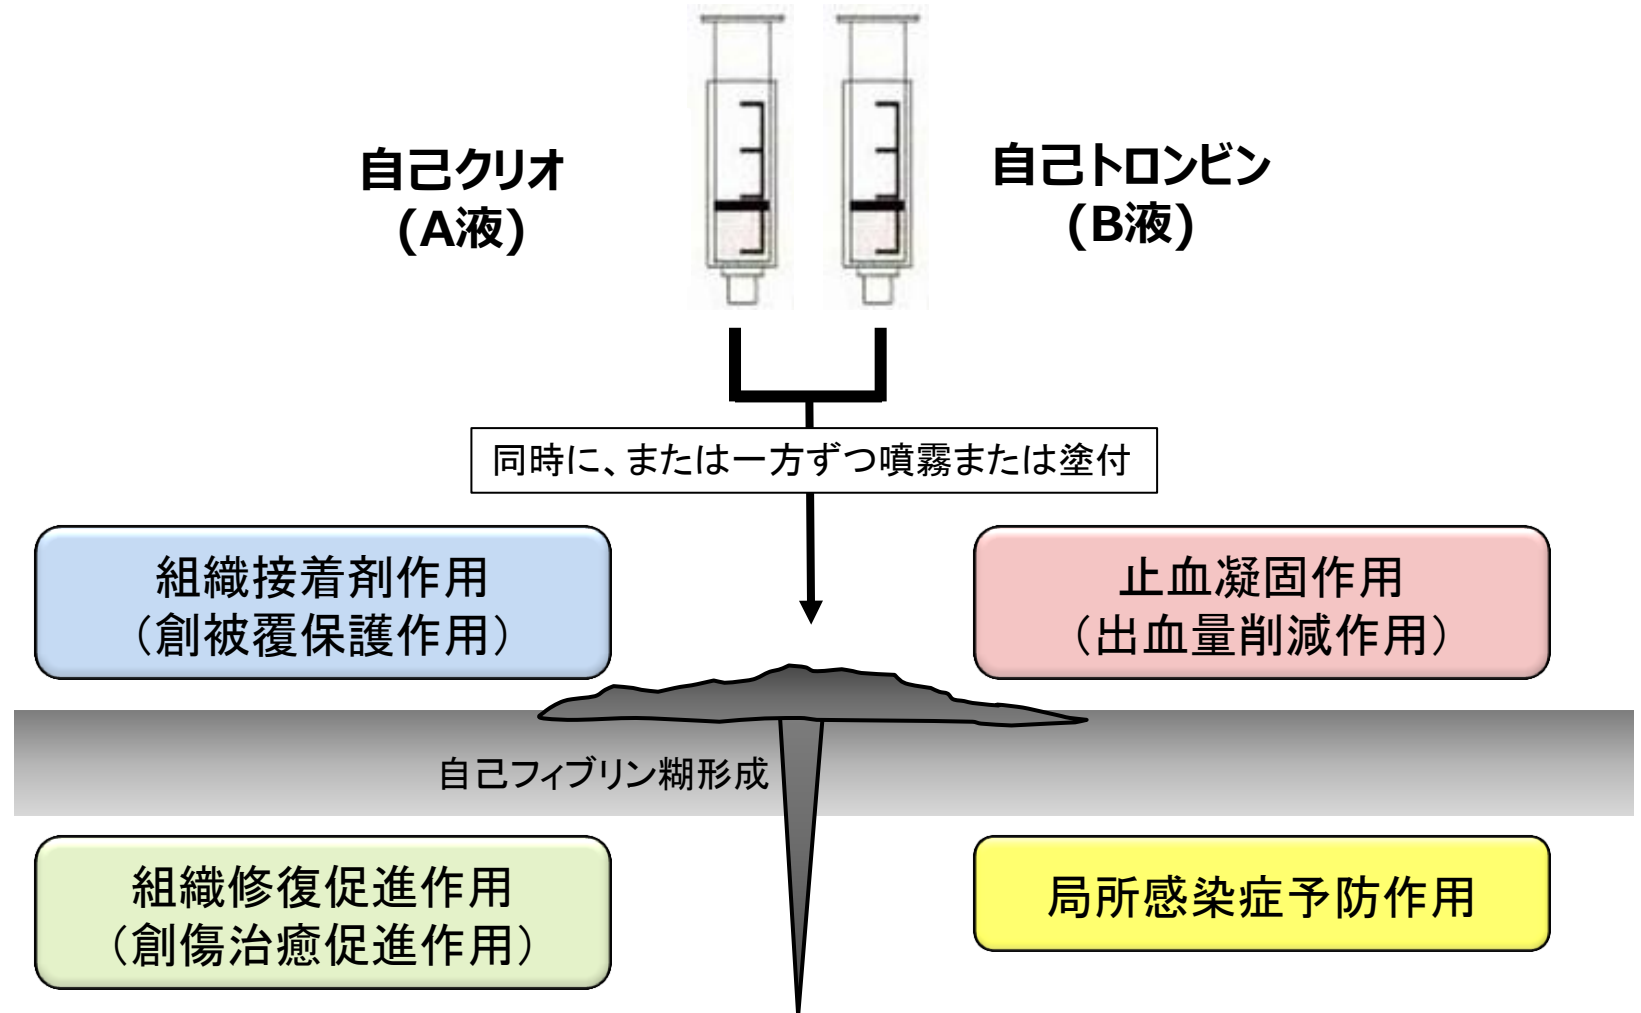 自己クリオ
(A液)
自己トロンビン
(B液)
同時に、または一方ずつ噴霧または塗付
組織接着剤作用
（創被覆保護作用）
止血凝固作用
（出血量削減作用）
自己フィブリン糊形成
組織修復促進作用
（創傷治癒促進作用）
局所感染症予防作用